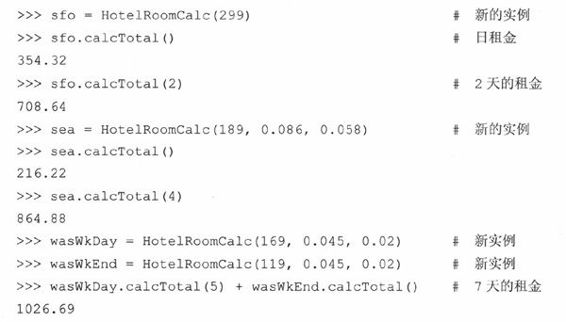 >>> sfo = HotelRoomCalc(299) # 新的实例
>>> sfo.calcTotal() # 日租金
354.32
>>> sfo.calcTotal(2) # 2 天的租金
708.64
>>> sea = HotelRoomCalc(189, 0.086, 0.058) # 新的实例
>>> sea.calcTotal()
216.22
>>> sea.calcTotal(4)
864.88
>>> wasWkDay = HotelRoomCalc(169, 0.045, 0.02) # 新实例
>>> wasWkEnd = HotelRoomCalc(119, 0.045, 0.02) # 新实例
>>> wasWkDay.calcTotal(5) + wasWkEnd.calcTotal() # 7 天的租金
1026.69